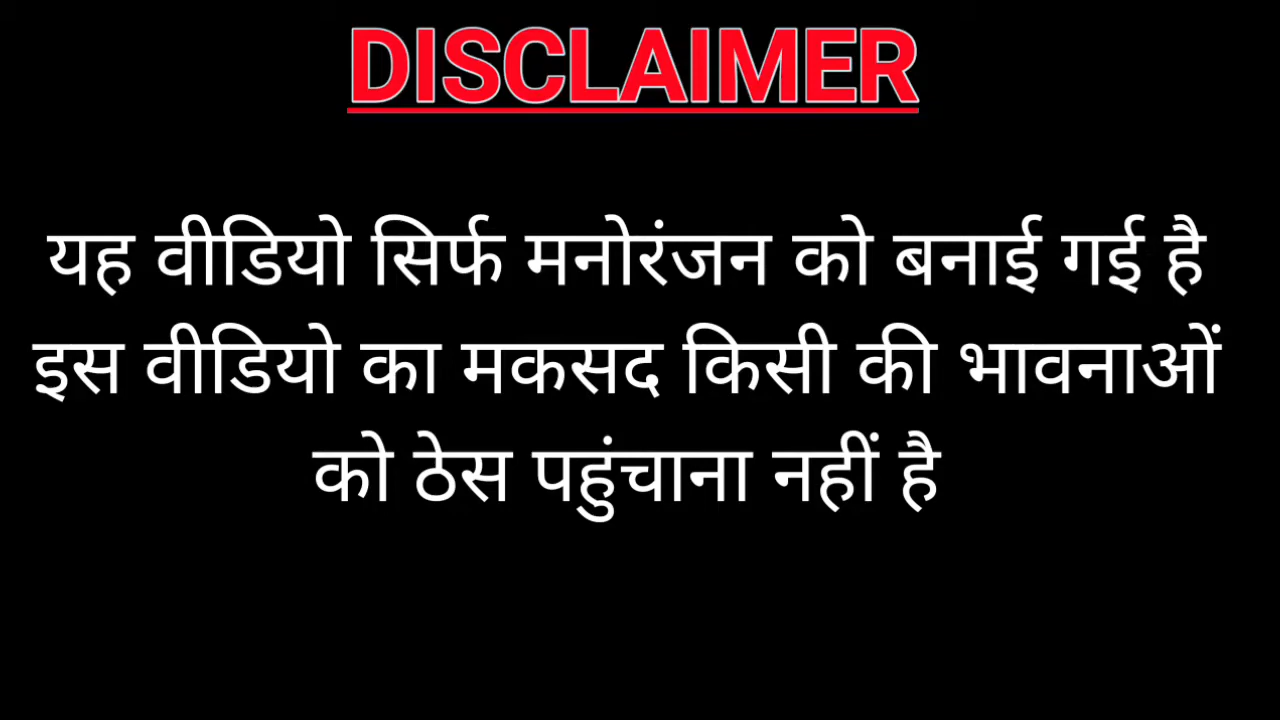 DISCLAIMER
यह वीडियो सिर्फ मनोरंजन को बनाई गई है
इस वीडियो का मकसद किसी की भावनाओं
को ठेस पहुंचाना नहीं है